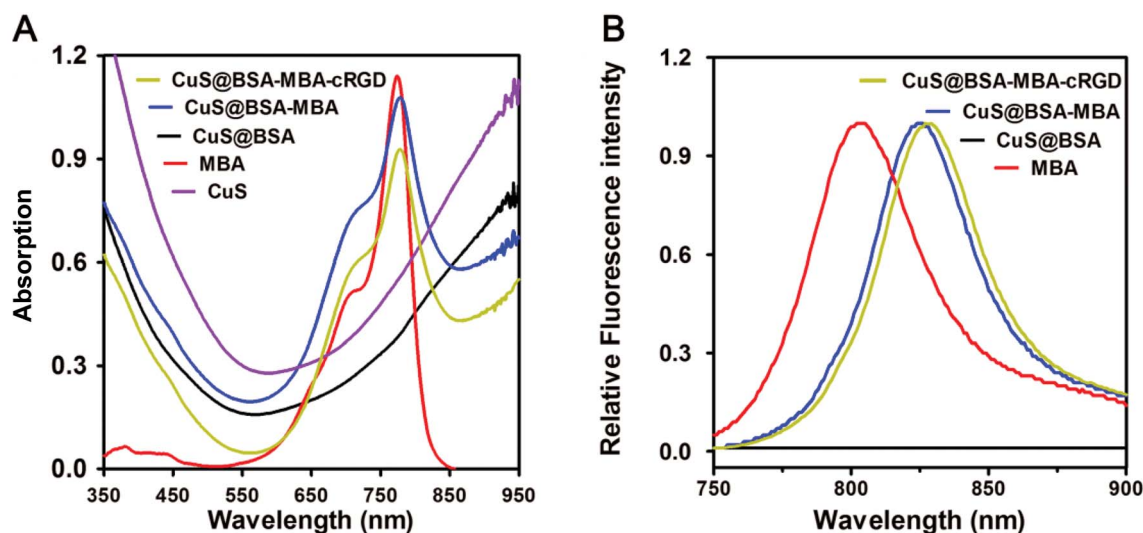 A
Absorption
1.2
0.9
0.6
0.3
0.0
CuS@BSA-MBA-cRGD
CuS@BSA-MBA
CuS@BSA
MBA
CuS
350 450 550 650 750 850 950
Wavelength (nm)
B
Relative Fluorescence intensity
1.2
0.9
0.6
0.3
0.0
CuS@BSA-MBA-cRGD
CuS@BSA-MBA
CuS@BSA
MBA
750 800 850 900
Wavelength (nm)